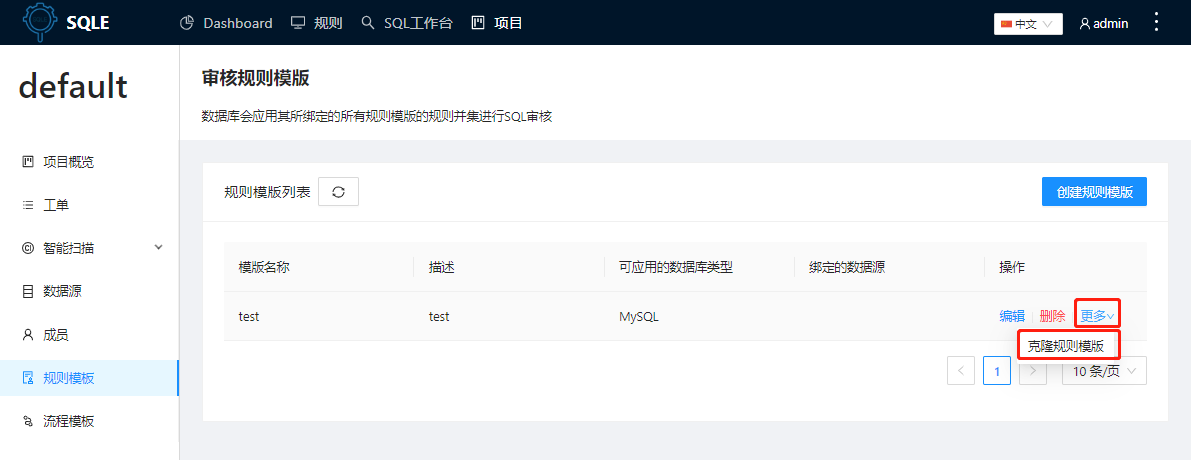 SQLE
Dashboard
规则
SQL工作台
项目
中文
admin
default
项目概览
工单
智能扫描
数据源
成员
规则模板
流程模板
审核规则模版
数据库会应用其所绑定的所有规则模版的规则并集进行SQL审核
规则模版列表
创建规则模版
模版名称 描述 可应用的数据库类型 绑定的数据源 操作
test test MySQL 编辑 删除 更多
克隆规则模版
1
10 条/页